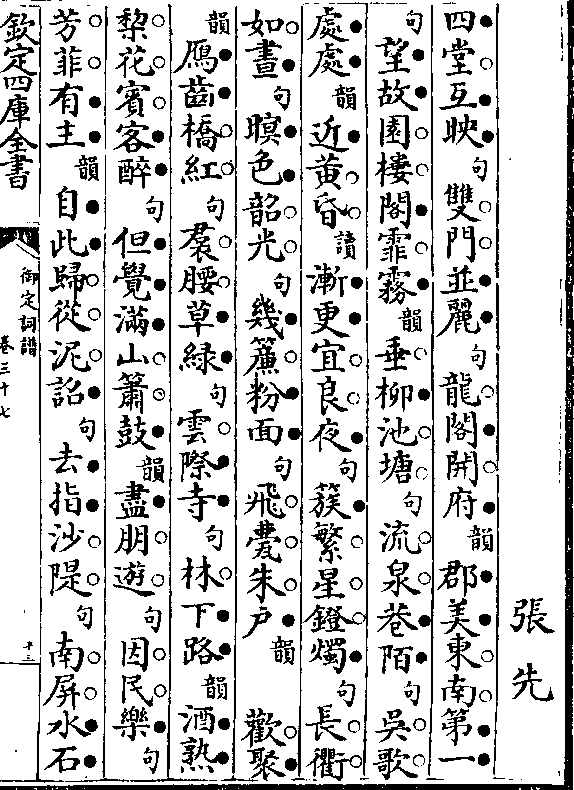 張先
四堂互映句雙門並麗句龍閣開府韻郡美東南第一
句望故園樓閣霏霧韻垂柳池塘句流泉巷陌句吳歌
處處韻近黃昏讀漸更宜良夜句簇繁星鐙燭句長衢
如晝句暝色韶光句幾簾粉面句飛甍朱戶韻歡聚
韻鴈齒橋紅句裠腰草綠句雲際寺句林下路韻酒熟
棃花賓客醉句但覺滿山簫鼓韻盡朋遊句因民樂句
芳菲有主韻自此歸從泥詔句去指沙隄句南屏水石
欽定四庫全書
御定詞譜
卷三十七
十三